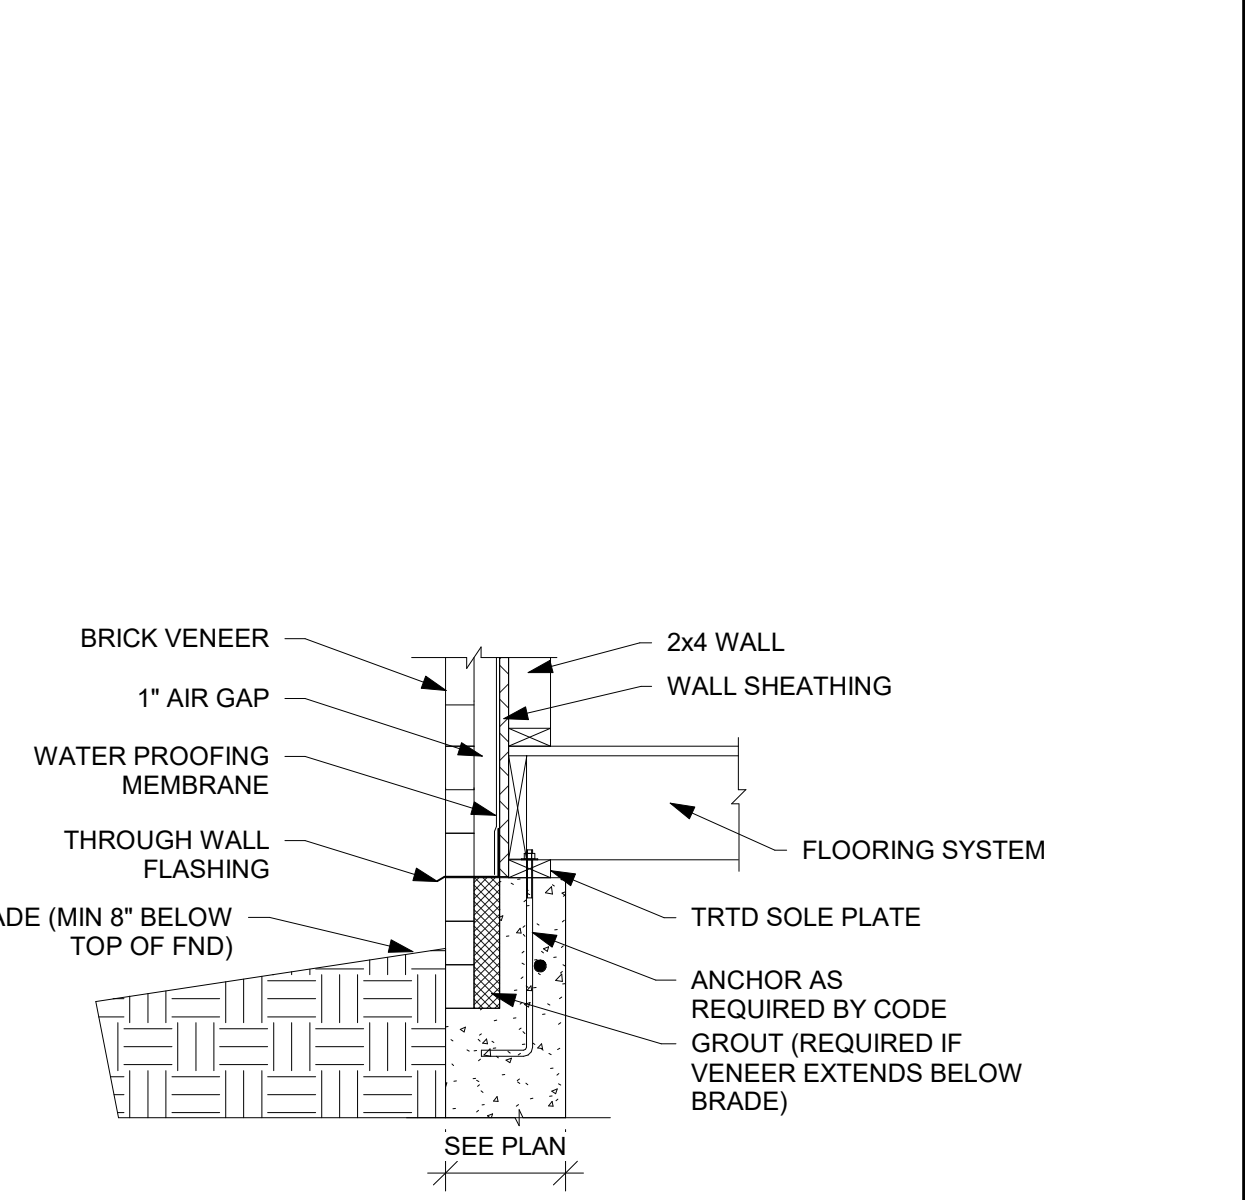 BRICK VENEER
1" AIR GAP
WATER PROOFING
MEMBRANE
THROUGH WALL
FLASHING
(MIN 8" BELOW
TOP OF FND)
2x4 WALL
WALL SHEATHING
FLOORING SYSTEM
TRTD SOLE PLATE
ANCHOR AS
REQUIRED BY CODE
GROUT (REQUIRED IF
VENEER EXTENDS BELOW
BRADE)
SEE PLAN